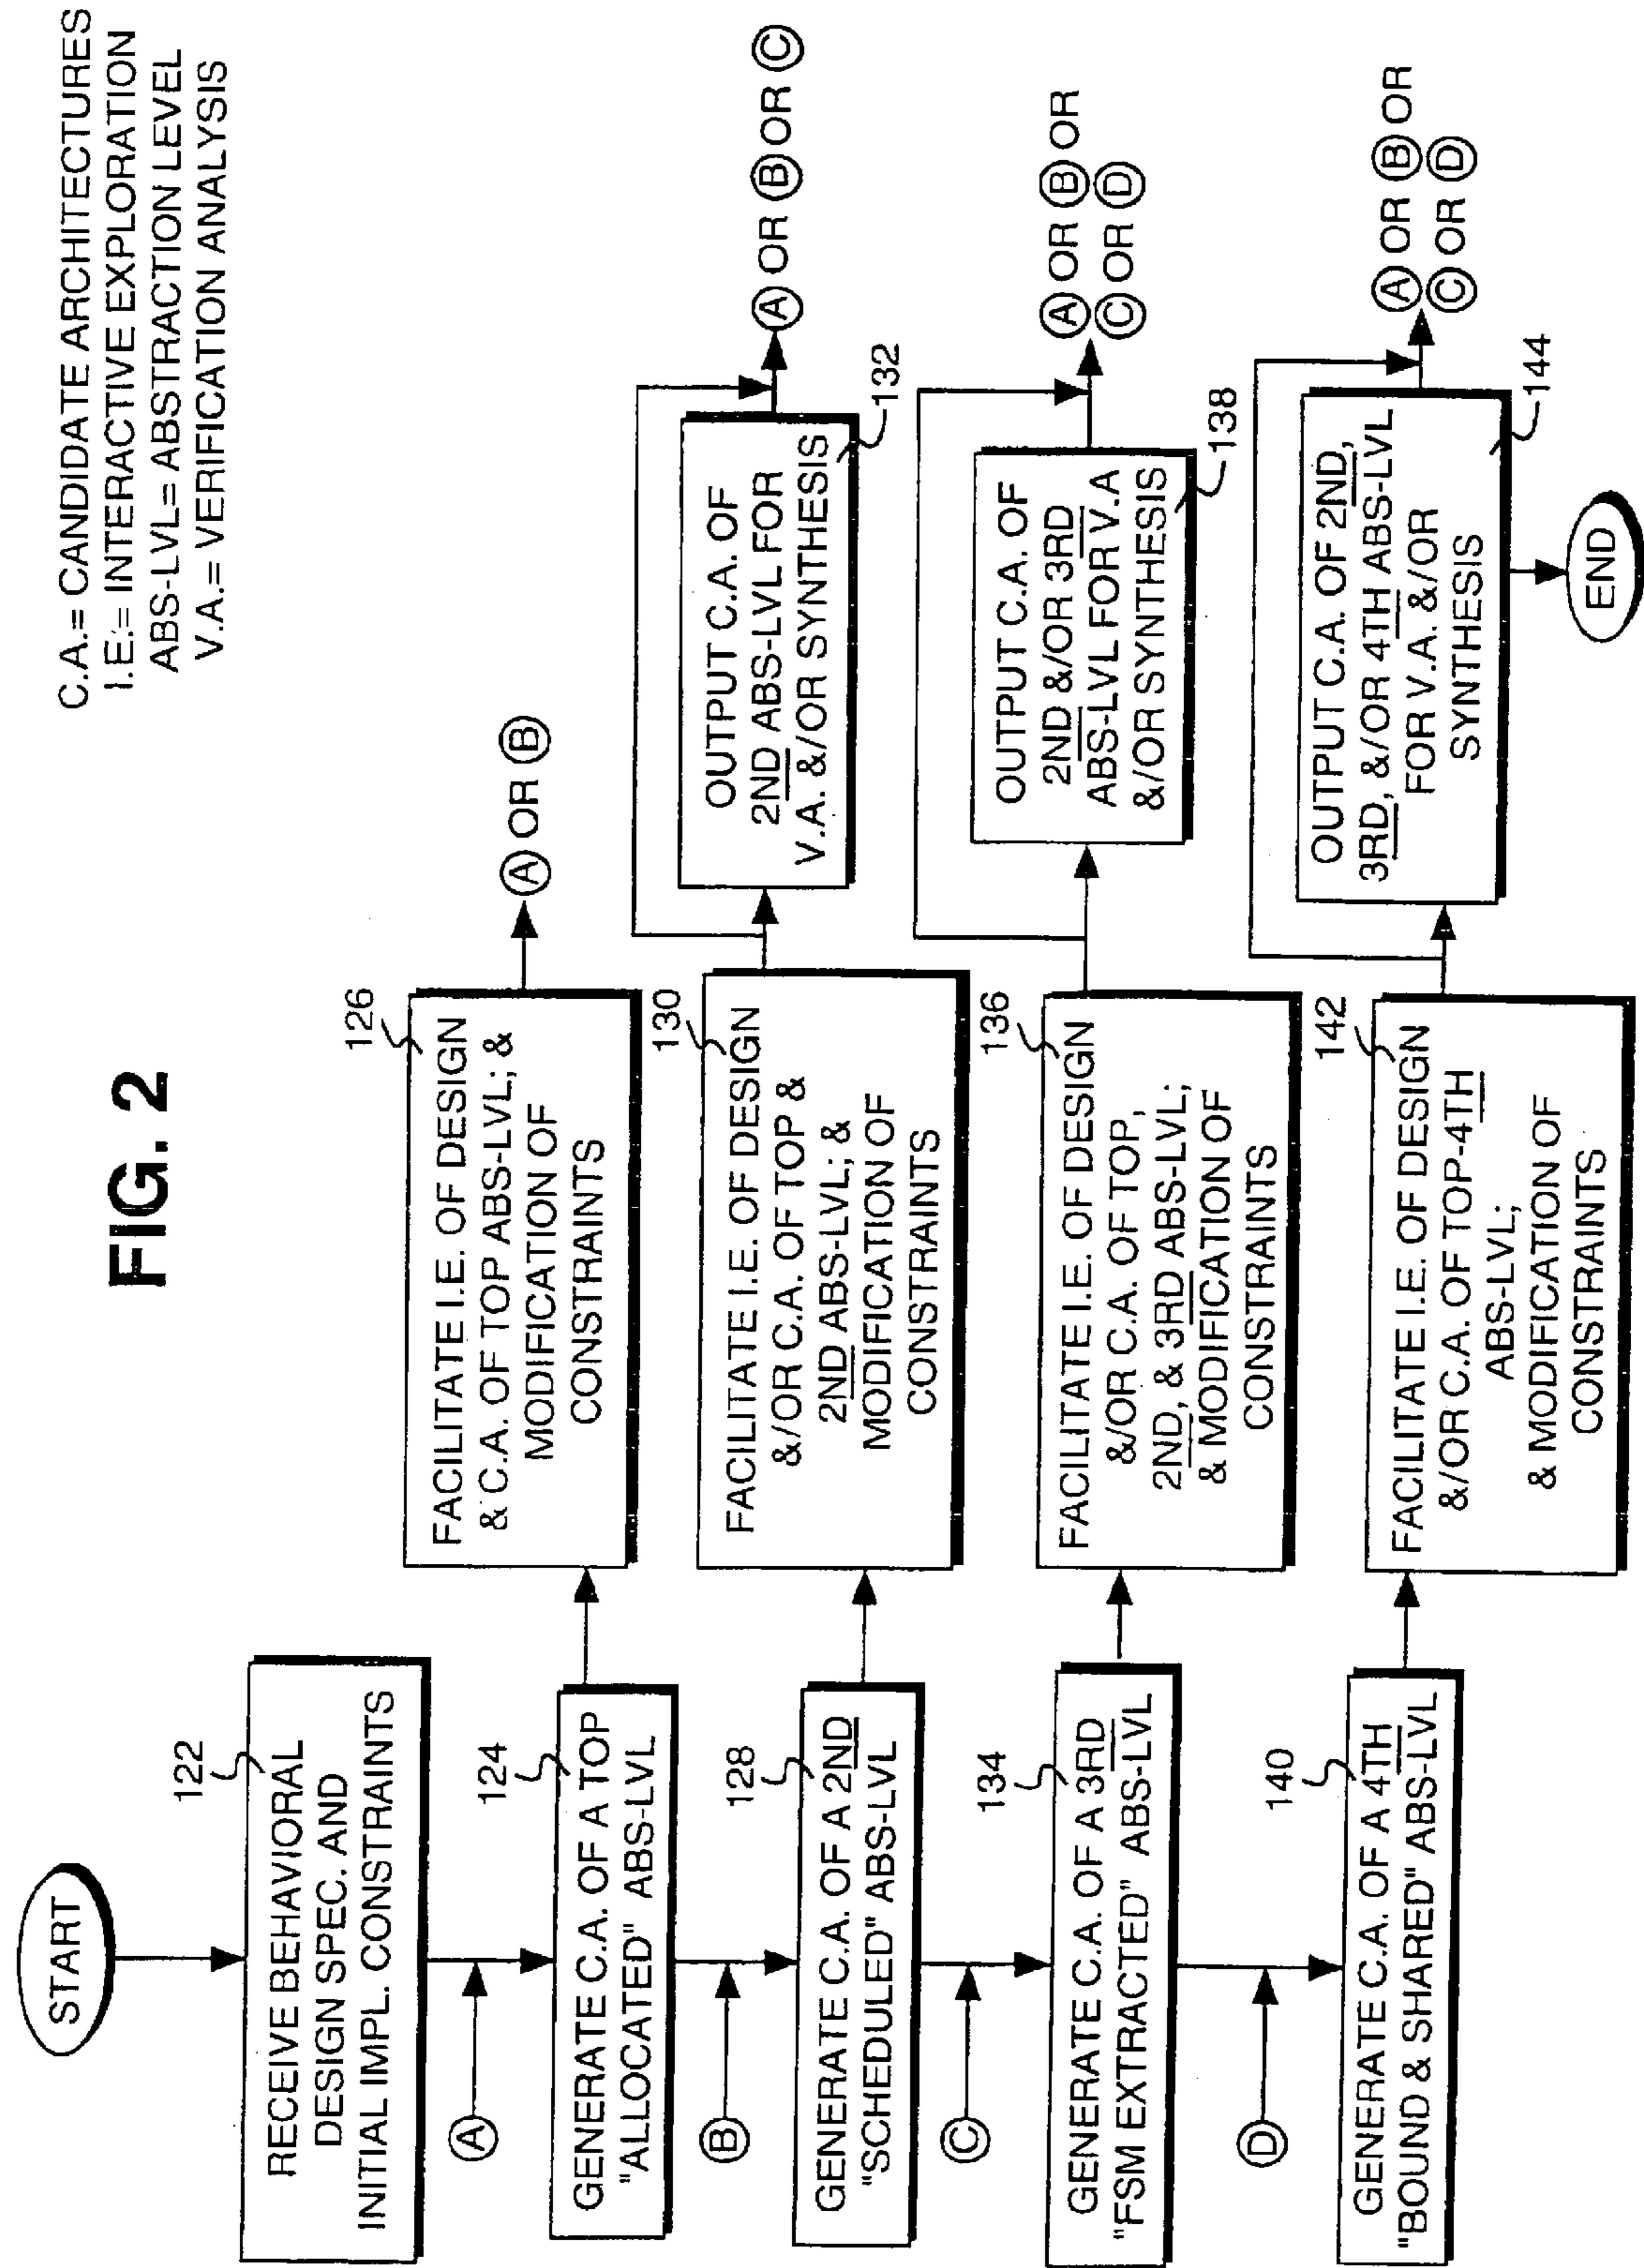 FIG. 2
C.A.= CANDIDATE ARCHITECTURES
I.E.= INTERACTIVE EXPLORATION
ABS-LVL= ABSTRACTION LEVEL
V.A.= VERIFICATION ANALYSIS
START
122
RECEIVE BEHAVIORAL
DESIGN SPEC. AND
INITIAL IMPL. CONSTRAINTS
A
124
GENERATE C.A. OF A TOP
"ALLOCATED" ABS-LVL
126
FACILITATE I.E. OF DESIGN
& C.A. OF TOP ABS-LVL; &
MODIFICATION OF
CONSTRAINTS
A OR B
B
128
GENERATE C.A. OF A 2ND
"SCHEDULED" ABS-LVL
130
FACILITATE I.E. OF DESIGN
&/OR C.A. OF TOP &
2ND ABS-LVL; &
MODIFICATION OF
CONSTRAINTS
OUTPUT C.A. OF
2ND ABS-LVL FOR
V.A. &/OR SYNTHESIS
132
A OR B OR C
C
134
GENERATE C.A. OF A 3RD
"FSM EXTRACTED" ABS-LVL
136
FACILITATE I.E. OF DESIGN
&/OR C.A. OF TOP,
2ND, & 3RD ABS-LVL;
& MODIFICATION OF
CONSTRAINTS
OUTPUT C.A. OF
2ND &/OR 3RD
ABS-LVL FOR V.A
&/OR SYNTHESIS
138
A OR B OR
C OR D
D
140
GENERATE C.A. OF A 4TH
"BOUND & SHARED" ABS-LVL
142
FACILITATE I.E. OF DESIGN
&/OR C.A. OF TOP-4TH
ABS-LVL;
& MODIFICATION OF
CONSTRAINTS
OUTPUT C.A. OF 2ND,
3RD, &/OR 4TH ABS-LVL
FOR V.A. &/OR
SYNTHESIS
144
A OR B OR
C OR D
END